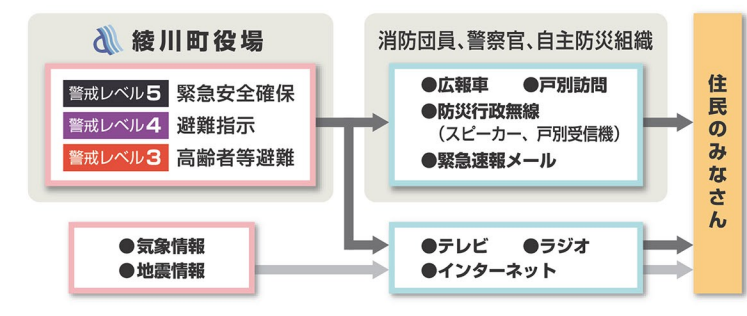 綾川町役場
警戒レベル5 緊急安全確保
警戒レベル4 避難指示
警戒レベル3 高齢者等避難
消防団員、警察官、自主防災組織
●広報車 ●戸別訪問
●防災行政無線
（スピーカー、戸別受信機）
●緊急速報メール
●気象情報
●地震情報
●テレビ ●ラジオ
●インターネット
住民のみなさん